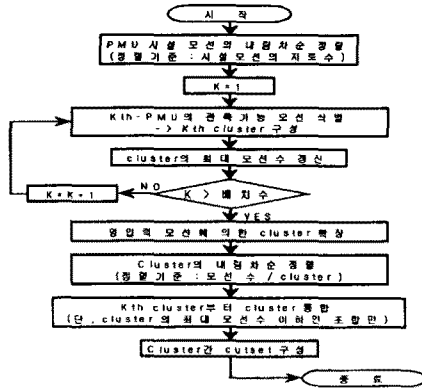 시 작
PMU 시설 모선의 내림차순 정렬
(정렬기준 : 시설모선의 지로수)
K = 1
Kth-PMU의 관측가능 모선 식별
-> Kth cluster 구성
cluster의 최대 모선수 갱신
K = K + 1
NO
K > 배치수
YES
영입력 모선에 의한 cluster 확장
Cluster의 내림차순 정렬
(정렬기준 : 모선 수 / cluster)
Kth cluster부터 cluster 통합
(단, cluster의 최대 모선수 이하인 조합만)
Cluster간 cutset 구성
종 료